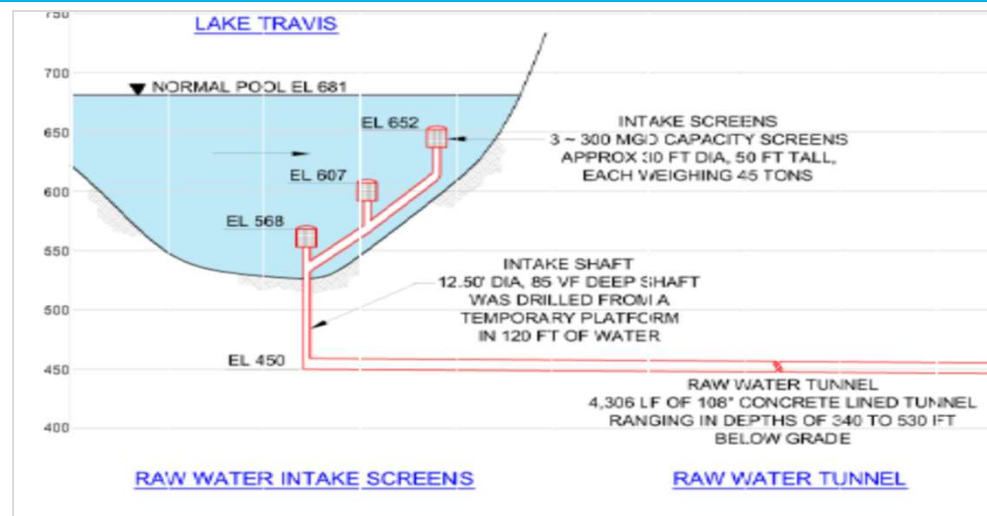 750
LAKE TRAVIS
700
NORMAL POOL EL 681
650
EL 652
INTAKE SCREENS
3 ~ 300 MGD CAPACITY SCREENS
APPROX 30 FT DIA, 50 FT TALL,
EACH WEIGHING 45 TONS
600
EL 607
EL 568
550
INTAKE SHAFT
12.50' DIA, 85 VF DEEP SHAFT
WAS DRILLED FROM A
TEMPORARY PLATFORM
IN 120 FT OF WATER
500
EL 450
450
RAW WATER TUNNEL
4,306 LF OF 108" CONCRETE LINED TUNNEL
RANGING IN DEPTHS OF 340 TO 530 FT
BELOW GRADE
400
RAW WATER INTAKE SCREENS
RAW WATER TUNNEL